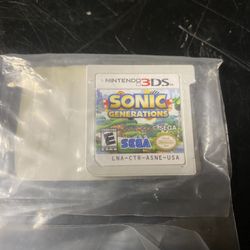 NINTENDO 3DS
SONIC
GENERATIONS
SEGA
E
SEGA
LNA-CTR-ASNE-USA